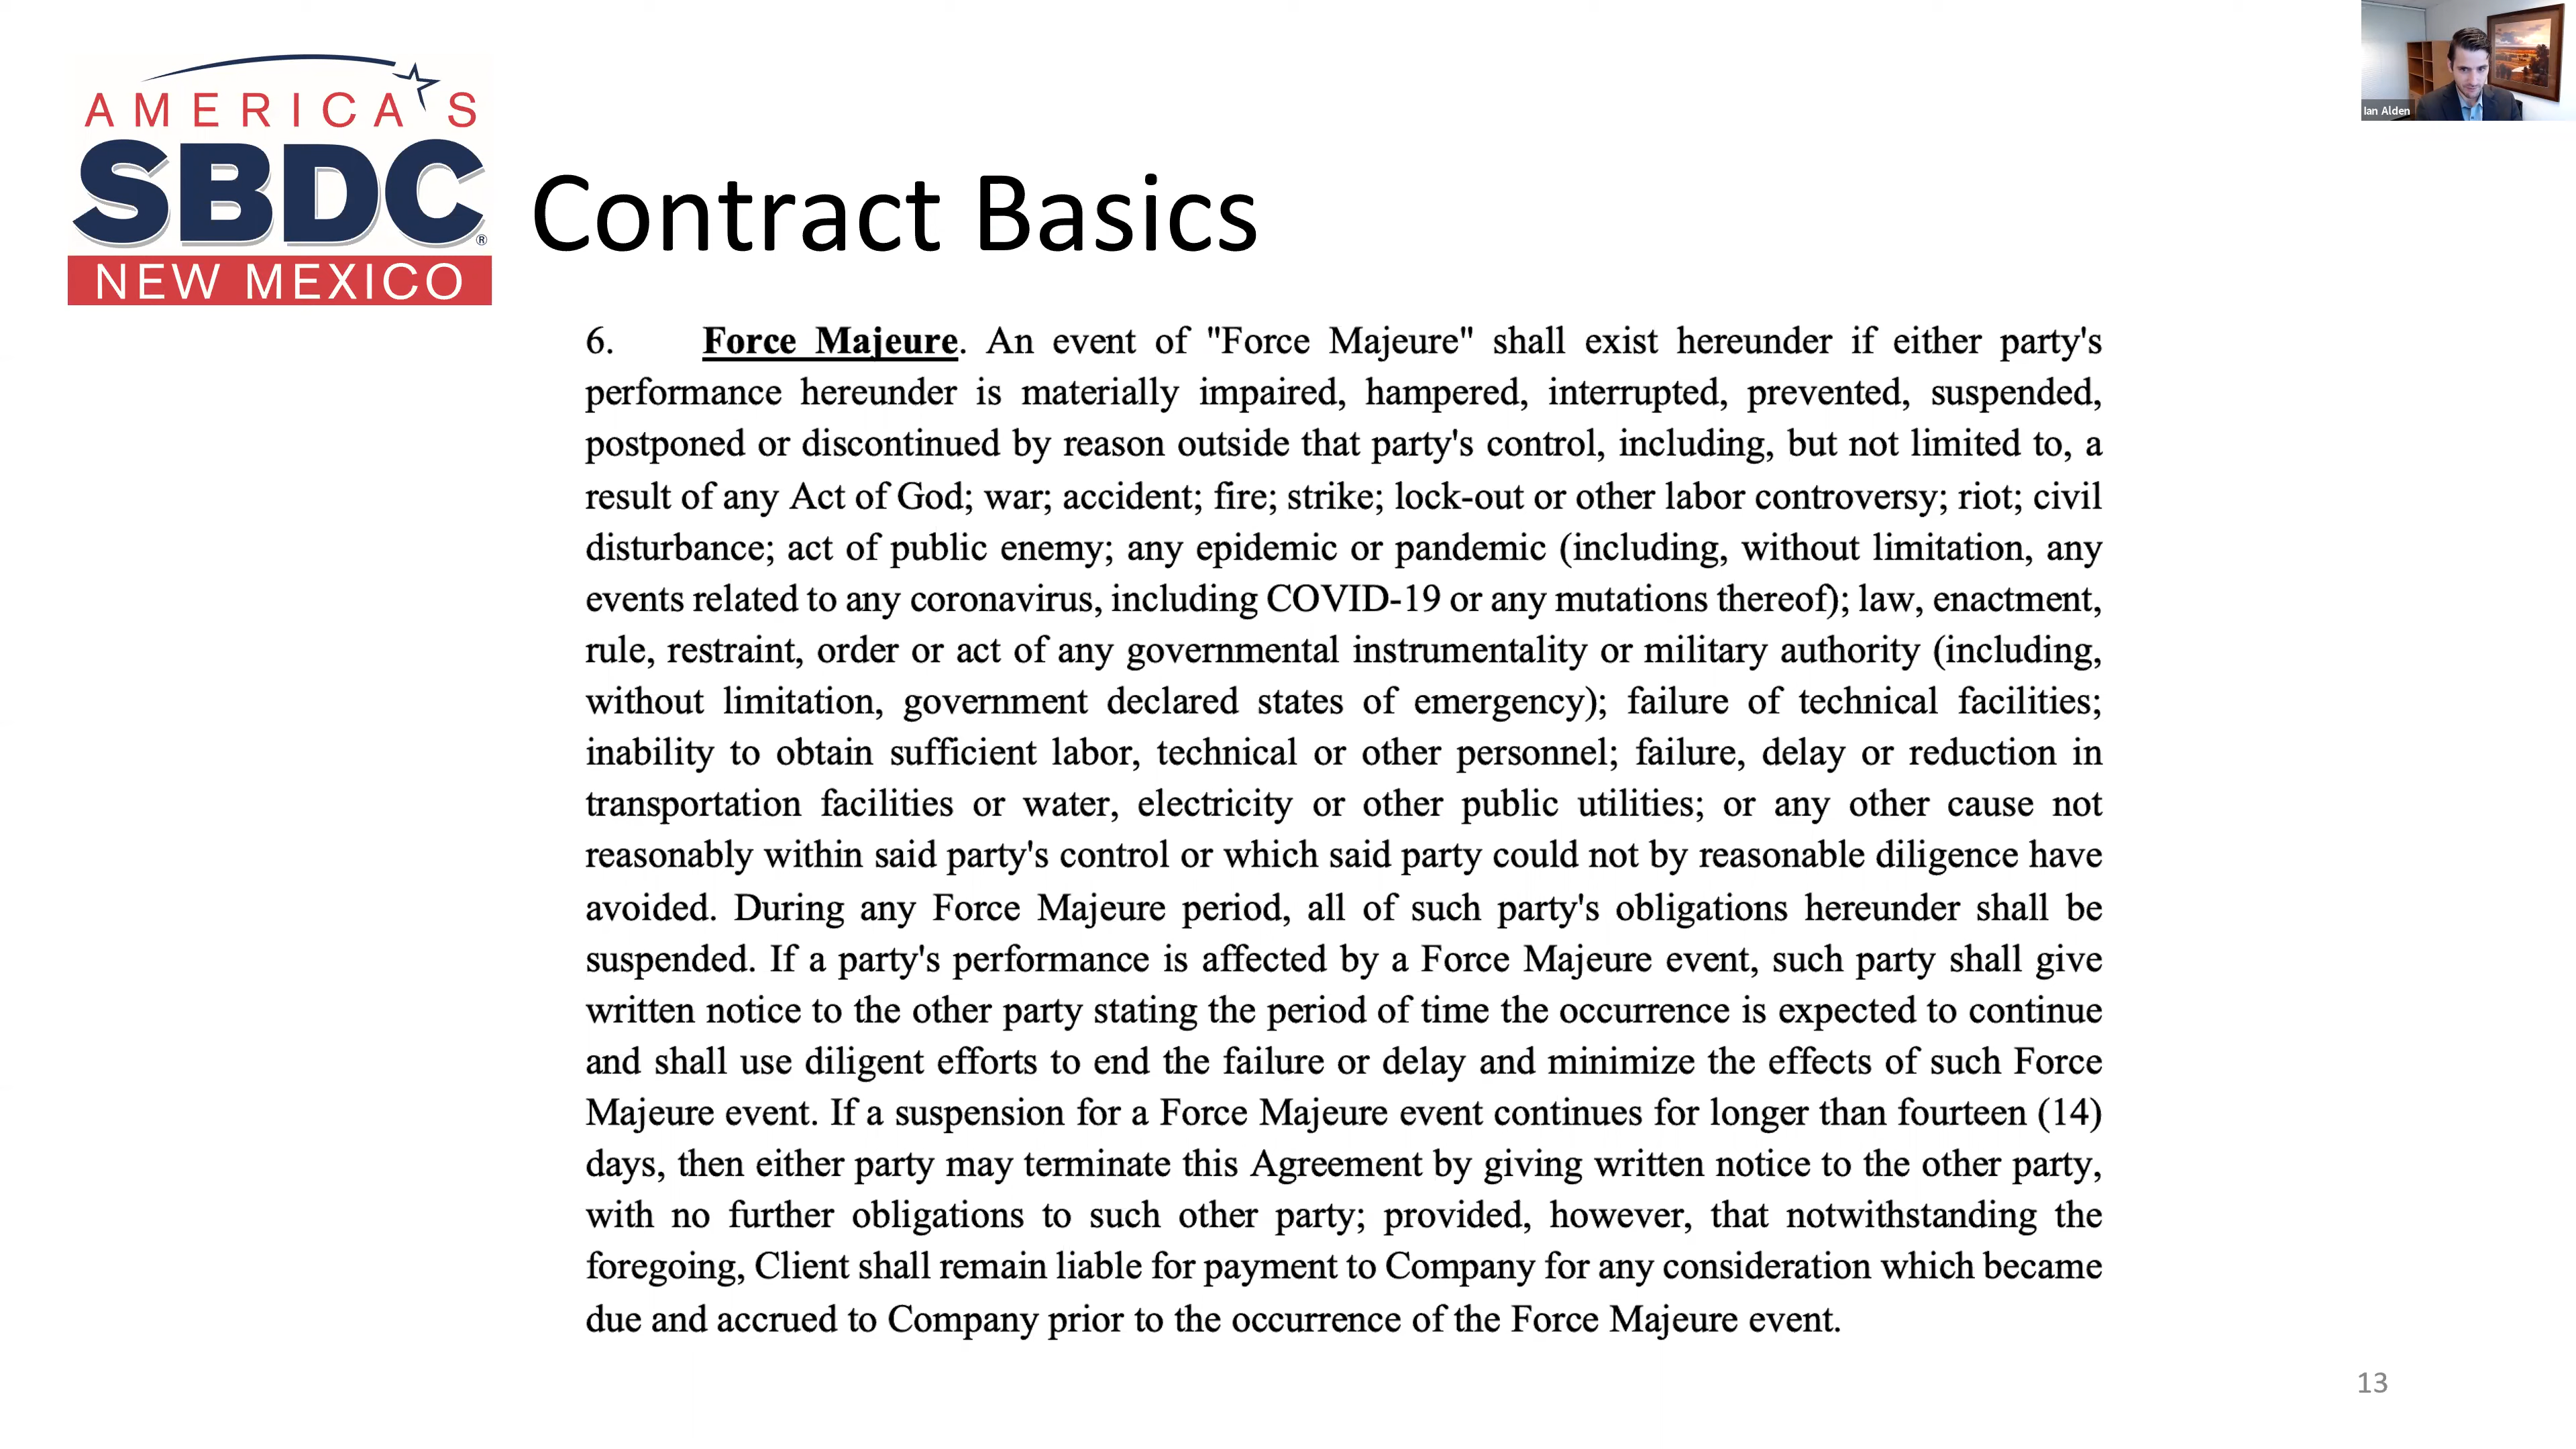 AMERICA'S
SBDC®
NEW MEXICO
Ian Alden
Contract Basics
6. Force Majeure. An event of "Force Majeure" shall exist hereunder if either party's
performance hereunder is materially impaired, hampered, interrupted, prevented, suspended,
postponed or discontinued by reason outside that party's control, including, but not limited to, a
result of any Act of God; war; accident; fire; strike; lock-out or other labor controversy; riot; civil
disturbance; act of public enemy; any epidemic or pandemic (including, without limitation, any
events related to any coronavirus, including COVID-19 or any mutations thereof); law, enactment,
rule, restraint, order or act of any governmental instrumentality or military authority (including,
without limitation, government declared states of emergency); failure of technical facilities;
inability to obtain sufficient labor, technical or other personnel; failure, delay or reduction in
transportation facilities or water, electricity or other public utilities; or any other cause not
reasonably within said party's control or which said party could not by reasonable diligence have
avoided. During any Force Majeure period, all of such party's obligations hereunder shall be
suspended. If a party's performance is affected by a Force Majeure event, such party shall give
written notice to the other party stating the period of time the occurrence is expected to continue
and shall use diligent efforts to end the failure or delay and minimize the effects of such Force
Majeure event. If a suspension for a Force Majeure event continues for longer than fourteen (14)
days, then either party may terminate this Agreement by giving written notice to the other party,
with no further obligations to such other party; provided, however, that notwithstanding the
foregoing, Client shall remain liable for payment to Company for any consideration which became
due and accrued to Company prior to the occurrence of the Force Majeure event.
13